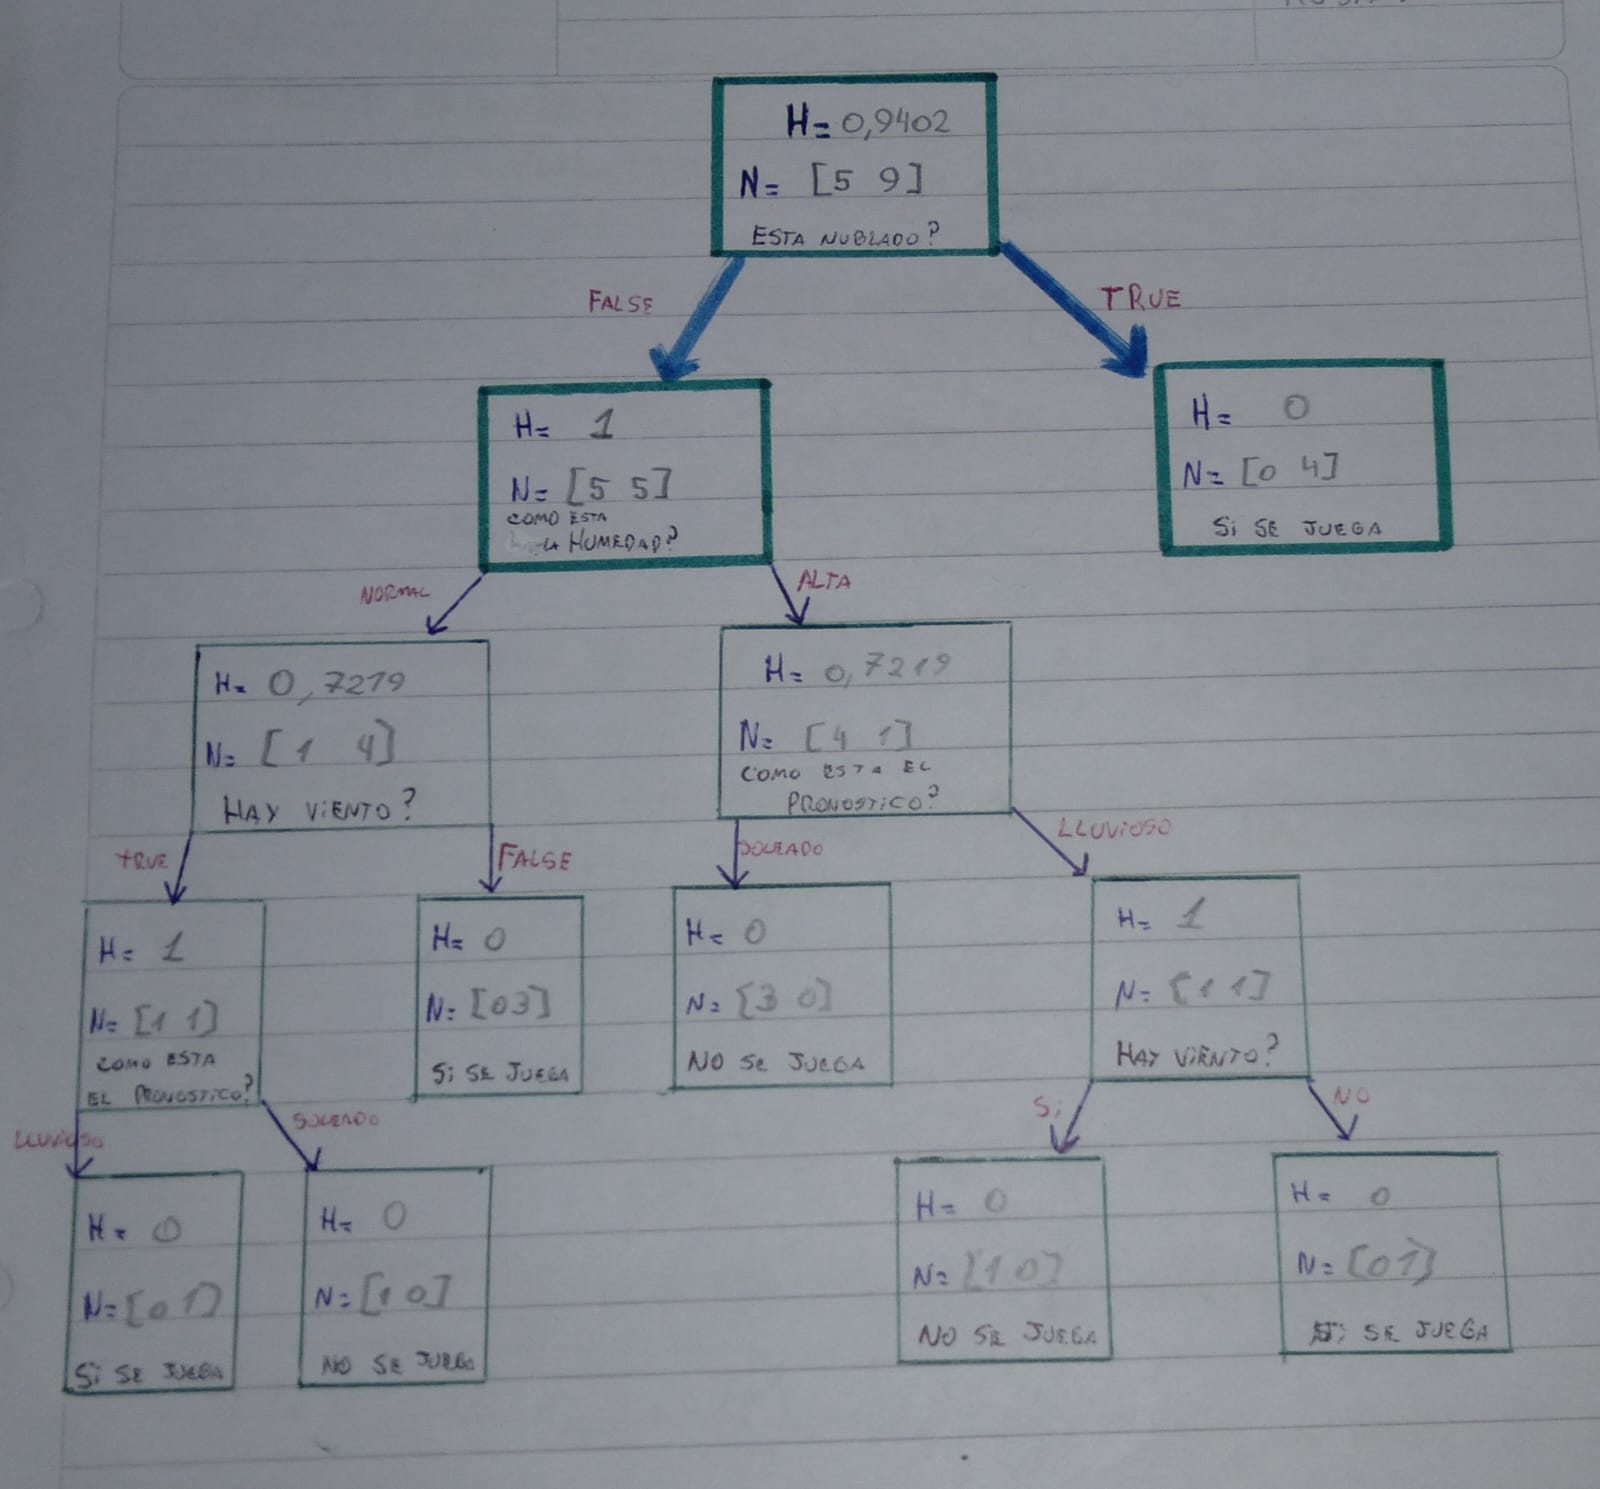 H= 0,9402
N= [5 9]
ESTA NUBLADO?
FALSE
TRUE
H= 1
N= [5 5]
COMO ESTA
LA HUMEDAD?
H= 0
N= [0 4]
Si SE JUEGA
NORMAL
ALTA
H= 0,7219
N= [1 4]
HAY ViENTO?
H= 0,7219
N= [4 1]
COMO ESTA EL
PRONOSTiCO?
TRUE
FALSE
SOLEADO
LLUViOSO
H= 1
N= [1 1]
COMO ESTA
EL PRONOSTiCO?
H= 0
N= [0 3]
Si SE JUEGA
H= 0
N= [3 0]
NO SE JUEGA
H= 1
N= [1 1]
HAY ViENTO?
LLUViOSO
SOLEADO
Si
NO
H= 0
N= [0 1]
Si SE JUEGA
H= 0
N= [1 0]
NO SE JUEGA
H= 0
N= [1 0]
NO SE JUEGA
H= 0
N= [0 1]
Si SE JUEGA